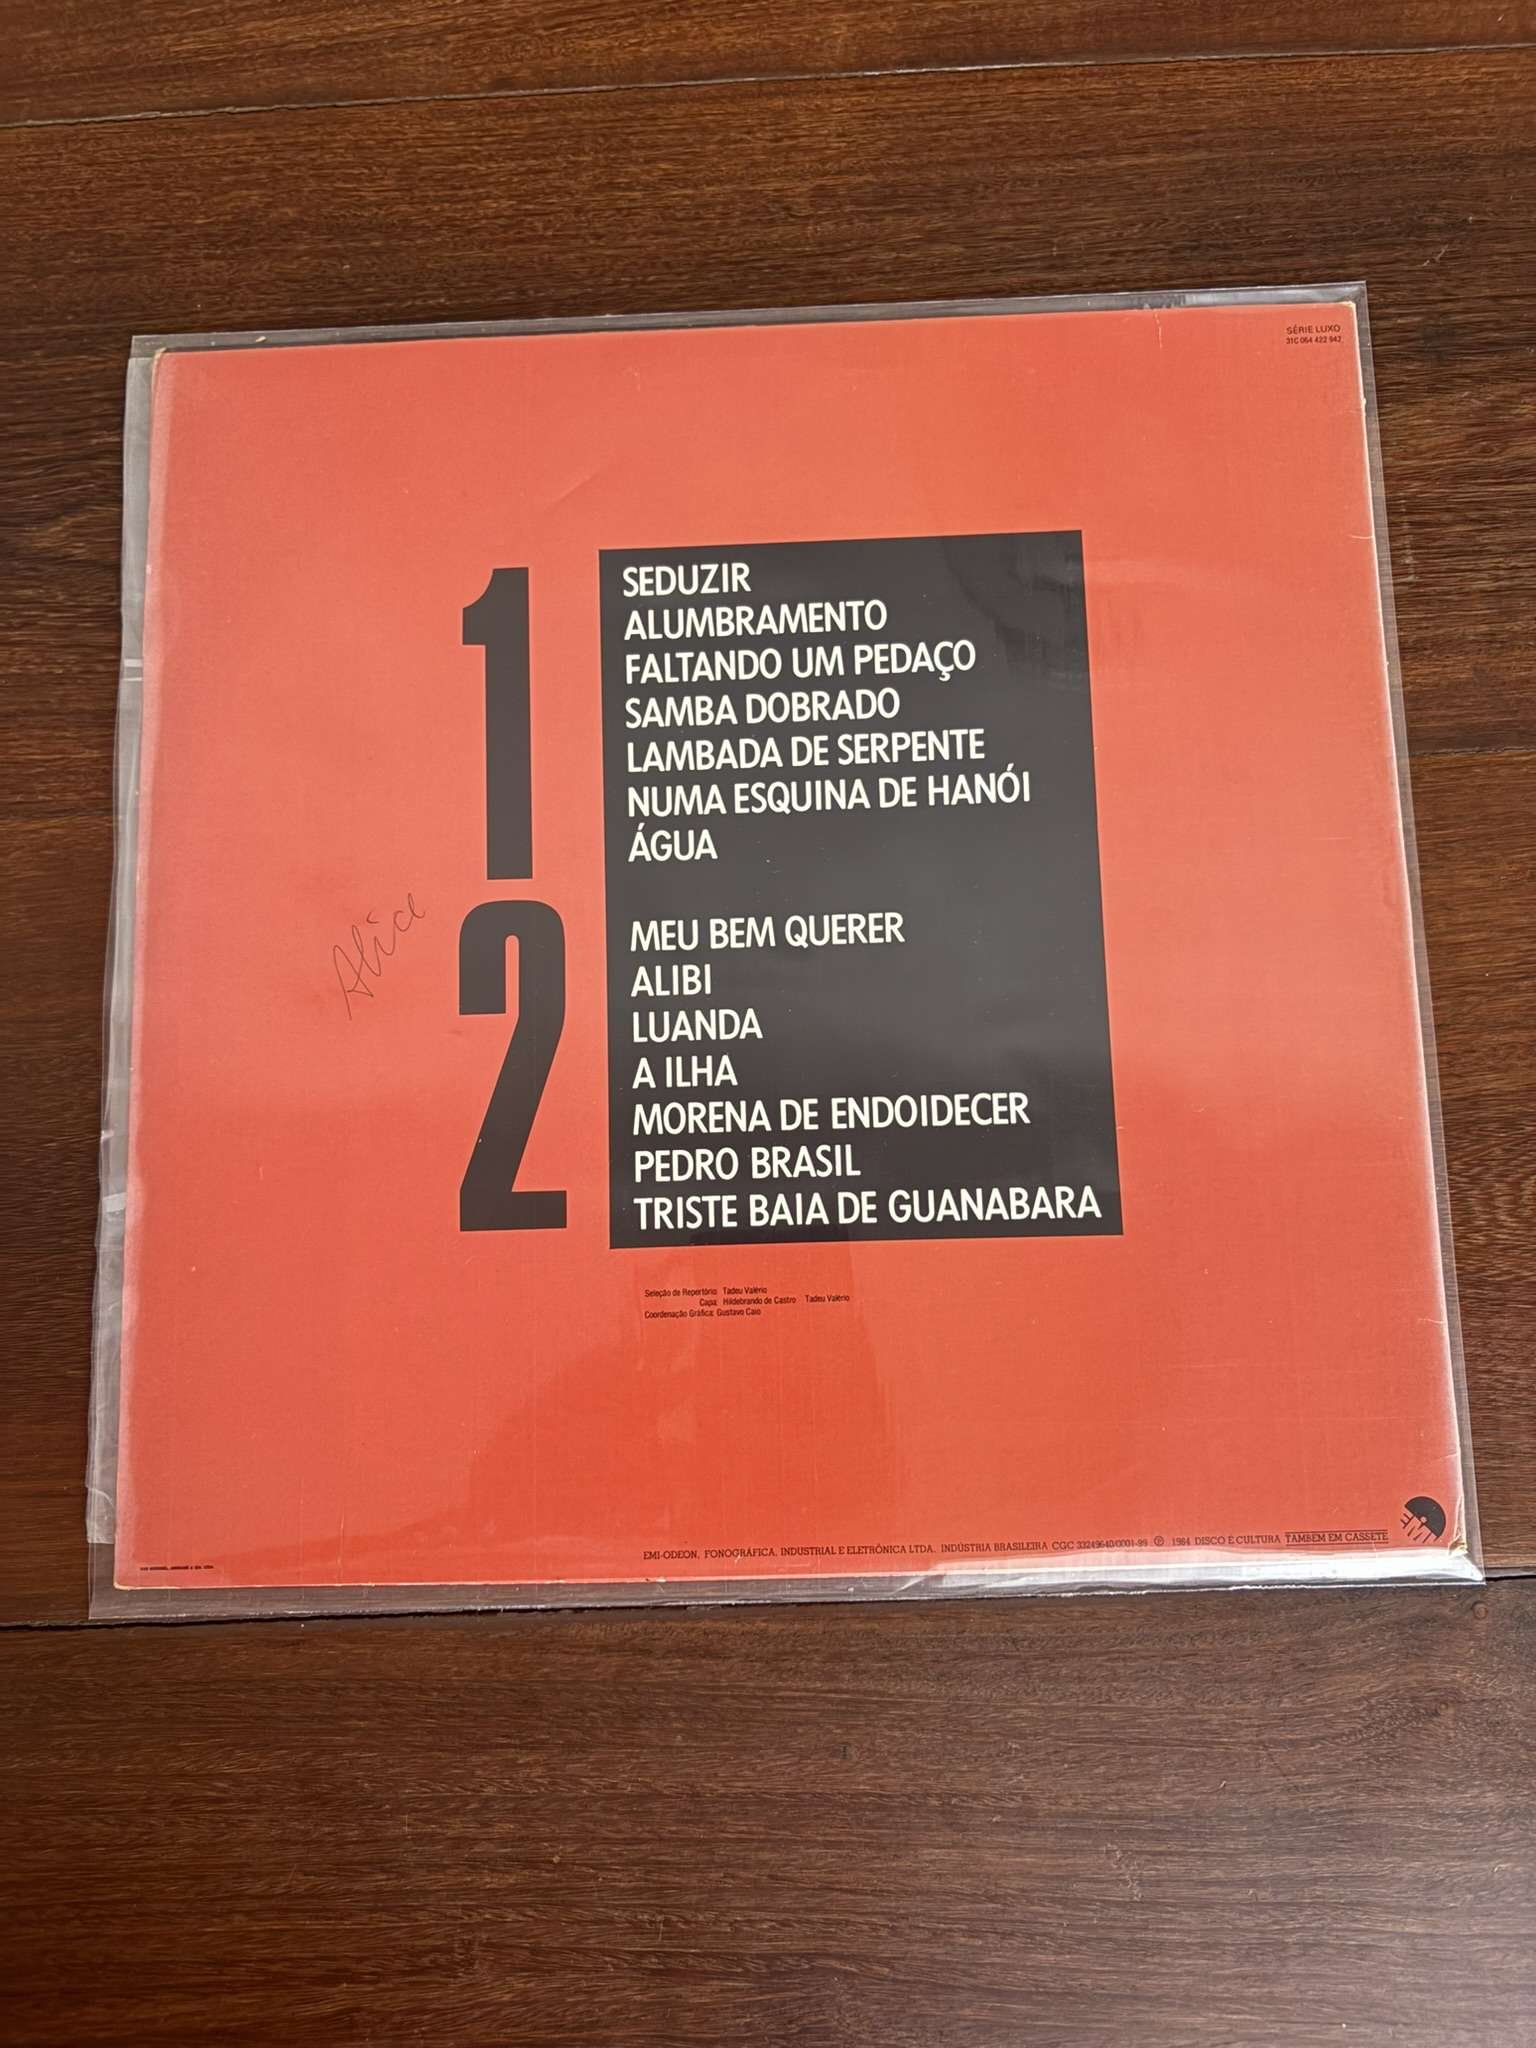 SÉRIE LUXO
31C 064 422 942
1
SEDUZIR
ALUMBRAMENTO
FALTANDO UM PEDAÇO
SAMBA DOBRADO
LAMBADA DE SERPENTE
NUMA ESQUINA DE HANÓI
ÁGUA
Alice
2
MEU BEM QUERER
ALIBI
LUANDA
A ILHA
MORENA DE ENDOIDECER
PEDRO BRASIL
TRISTE BAIA DE GUANABARA
Seleção de Repertório: Tadeu Valério
Capa: Hildebrando de Castro Tadeu Valério
Coordenação Gráfica: Gustavo Caio
EMI
EMI-ODEON, FONOGRÁFICA, INDUSTRIAL E ELETRÔNICA LTDA. INDÚSTRIA BRASILEIRA CGC 33249640/0001-99 ℗ 1984 DISCO É CULTURA TAMBÉM EM CASSETE